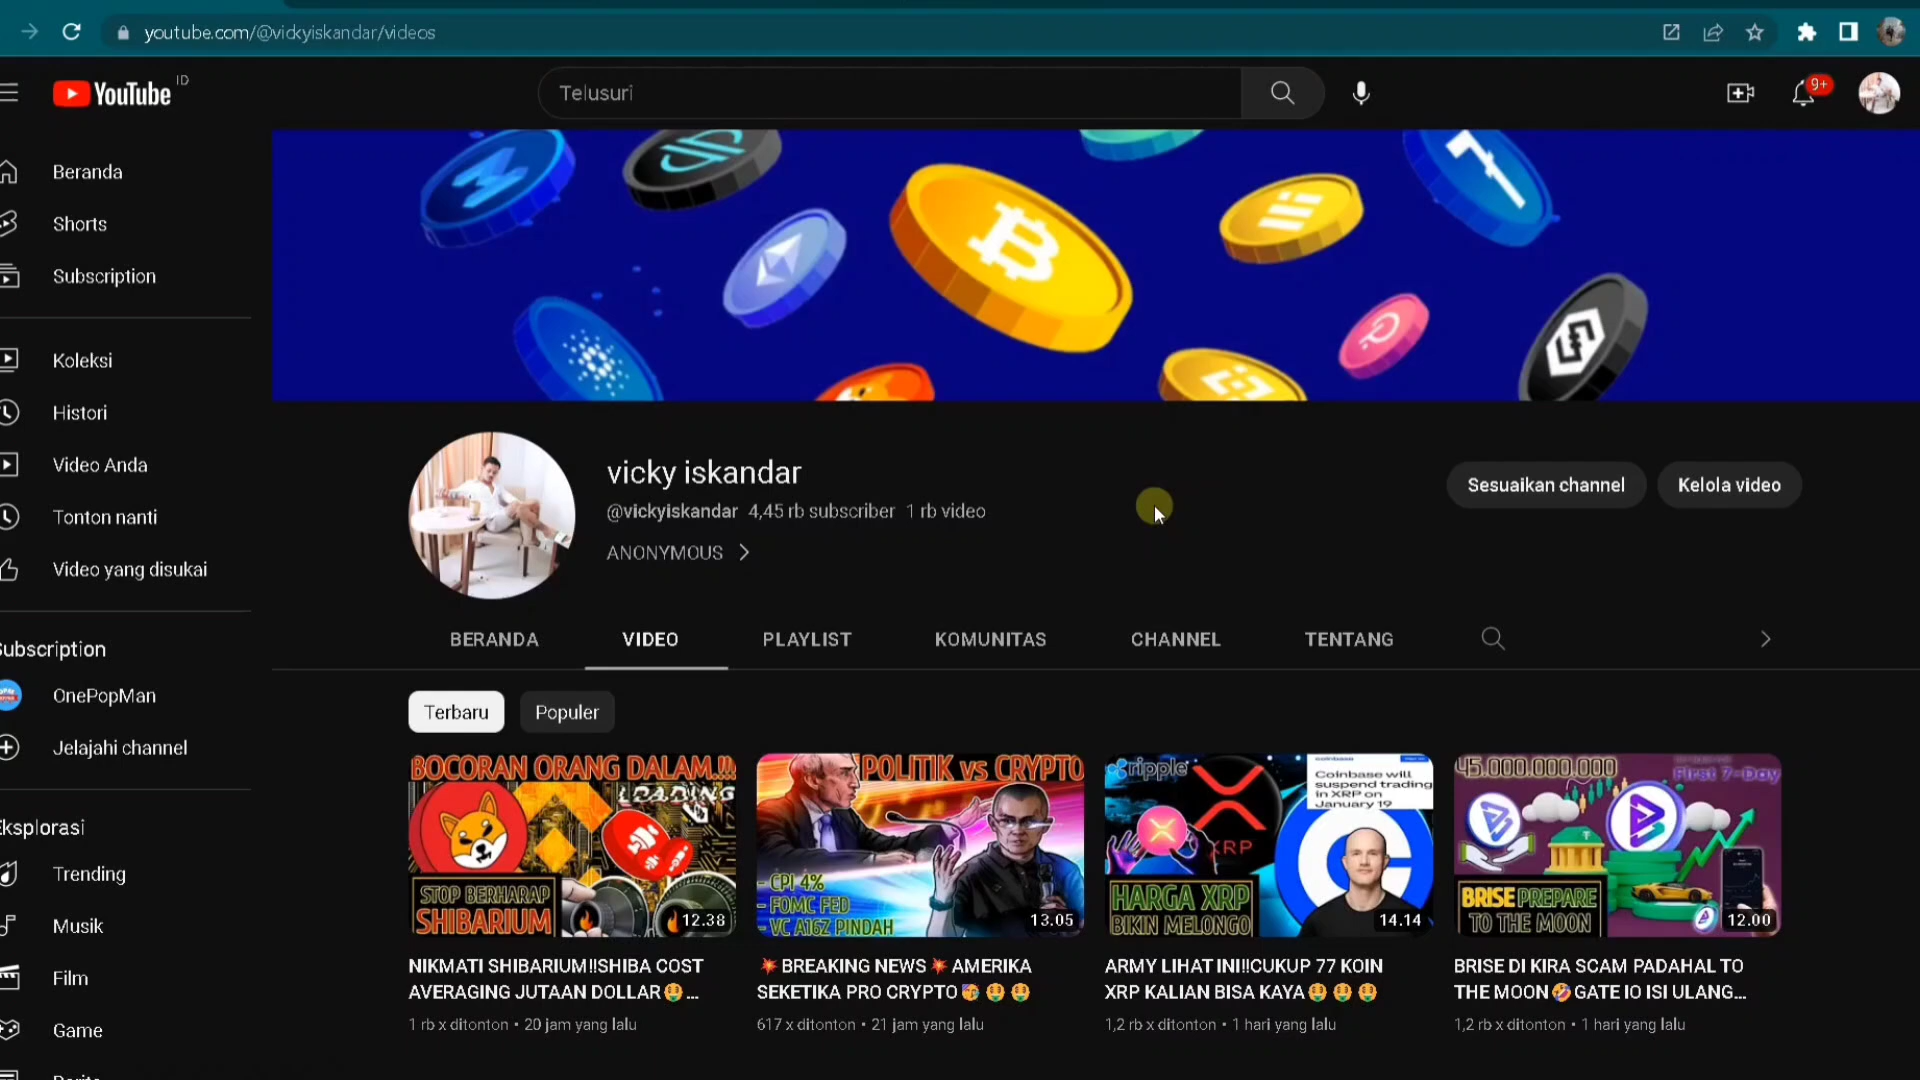 youtube.com/@vickyiskandar/videos
YouTube ID
Telusuri
9+
Beranda
Shorts
Subscription
Koleksi
Histori
Video Anda
Tonton nanti
Video yang disukai
Subscription
OnePopMan
Jelajahi channel
Eksplorasi
Trending
Musik
Film
Game
vicky iskandar
@vickyiskandar 4,45 rb subscriber 1 rb video
ANONYMOUS
Sesuaikan channel
Kelola video
BERANDA
VIDEO
PLAYLIST
KOMUNITAS
CHANNEL
TENTANG
Terbaru
Populer
BOCORAN ORANG DALAM.!!!
LOADING
STOP BERHARAP
SHIBARIUM
12.38
NIKMATI SHIBARIUM!!SHIBA COST
AVERAGING JUTAAN DOLLAR🤑...
1 rb x ditonton • 20 jam yang lalu
POLITIK vs CRYPTO
- CPI 4%
- FOMC FED
- VC A16Z PINDAH
13.05
💥BREAKING NEWS💥AMERIKA
SEKETIKA PRO CRYPTO🥳🤑🤑
617 x ditonton • 21 jam yang lalu
ripple
XRP
Coinbase will
suspend trading
in XRP on
January 19
HARGA XRP
BIKIN MELONGO
14.14
ARMY LIHAT INI!!CUKUP 77 KOIN
XRP KALIAN BISA KAYA🤑🤑🤑
1,2 rb x ditonton • 1 hari yang lalu
45.000.000.000
First 7-Day
BRISE PREPARE
TO THE MOON
12.00
BRISE DI KIRA SCAM PADAHAL TO
THE MOON🤣GATE IO ISI ULANG...
1,2 rb x ditonton • 1 hari yang lalu